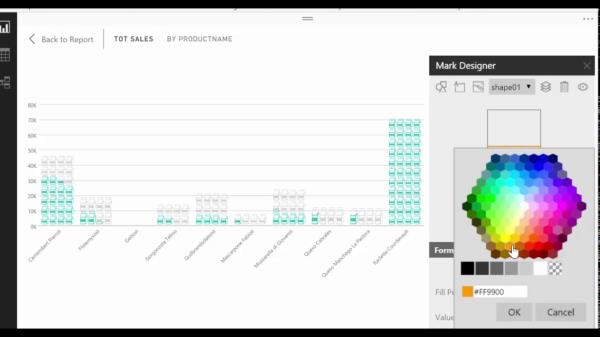 Back to Report
TOT SALES
BY PRODUCTNAME
Mark Designer
shape01
80K
70K
60K
50K
40K
30K
20K
10K
0K
Camembert Pierrot
Floemysost
Geitost
Gorgonzola Telino
Gudbrandsdalsost
Mascarpone Fabioli
Mozzarella di Giovanni
Queso Cabrales
Queso Manchego La Pastora
Raclette Courdavault
Form
Fill P
#FF9900
Value
OK
Cancel